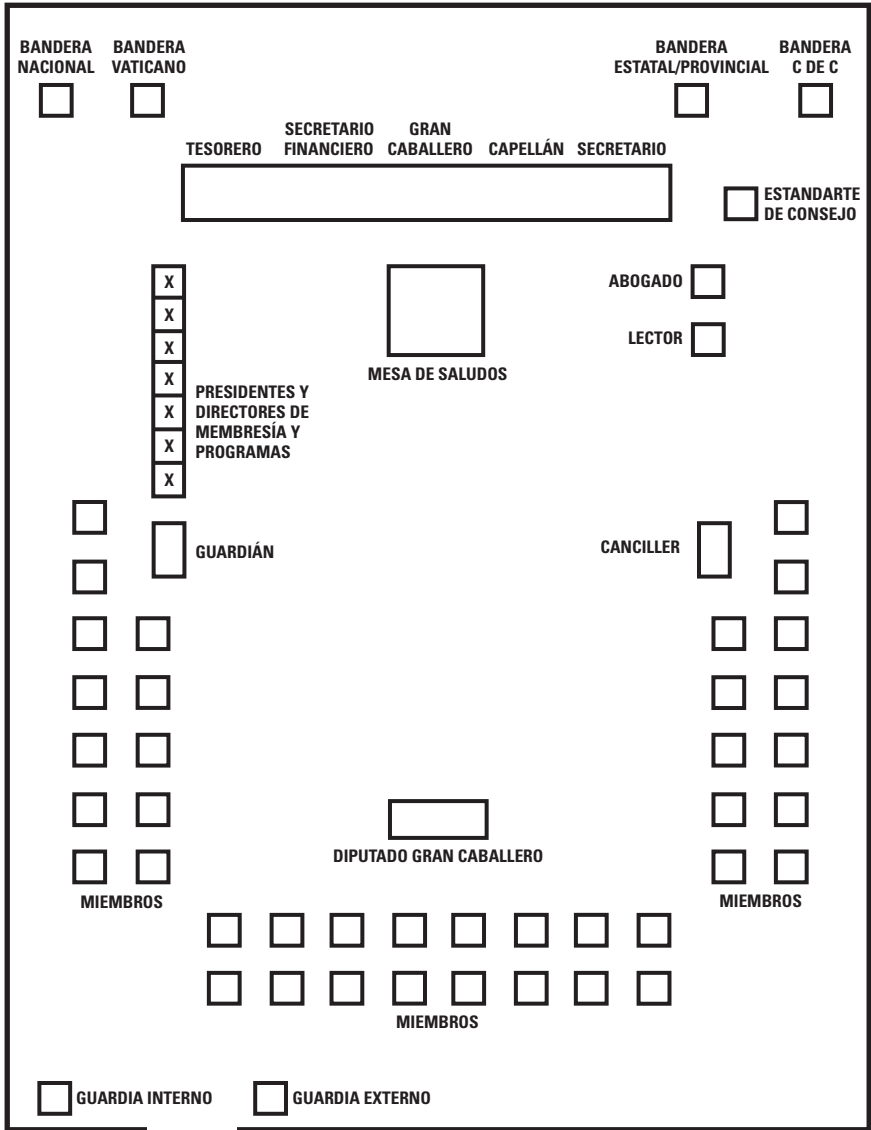 BANDERA
NACIONAL
BANDERA
VATICANO
BANDERA
ESTATAL/PROVINCIAL
BANDERA
C DE C
TESORERO
SECRETARIO
FINANCIERO
GRAN
CABALLERO
CAPELLÁN
SECRETARIO
ESTANDARTE
DE CONSEJO
X
X
X
X
X
X
X
PRESIDENTES Y
DIRECTORES DE
MEMBRESÍA Y
PROGRAMAS
MESA DE SALUDOS
ABOGADO
LECTOR
GUARDIÁN
CANCILLER
DIPUTADO GRAN CABALLERO
MIEMBROS
MIEMBROS
MIEMBROS
GUARDIA INTERNO
GUARDIA EXTERNO